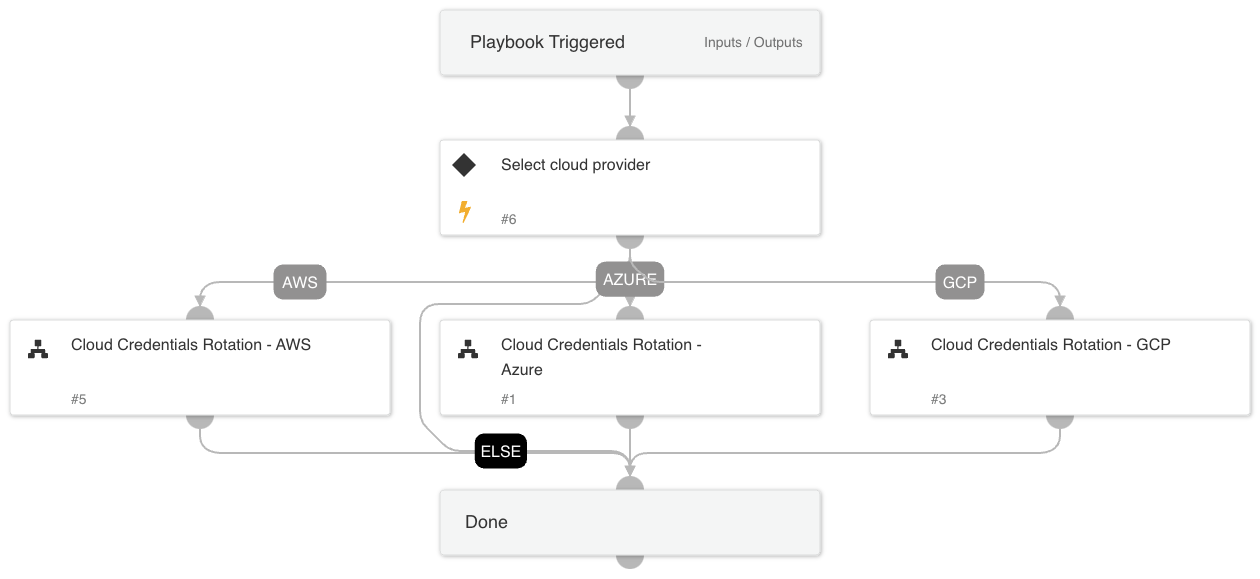 Playbook Triggered
Inputs / Outputs
Select cloud provider
#6
AWS
AZURE
GCP
Cloud Credentials Rotation - AWS
#5
Cloud Credentials Rotation -
Azure
#1
Cloud Credentials Rotation - GCP
#3
ELSE
Done